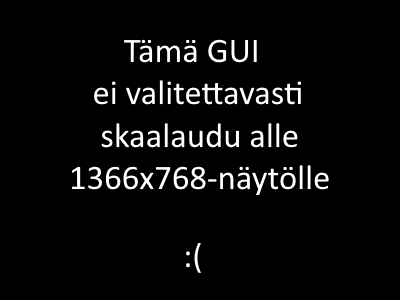 Tämä GUI
ei valitettavasti
skaalaudu alle
1366x768-näytölle
:(